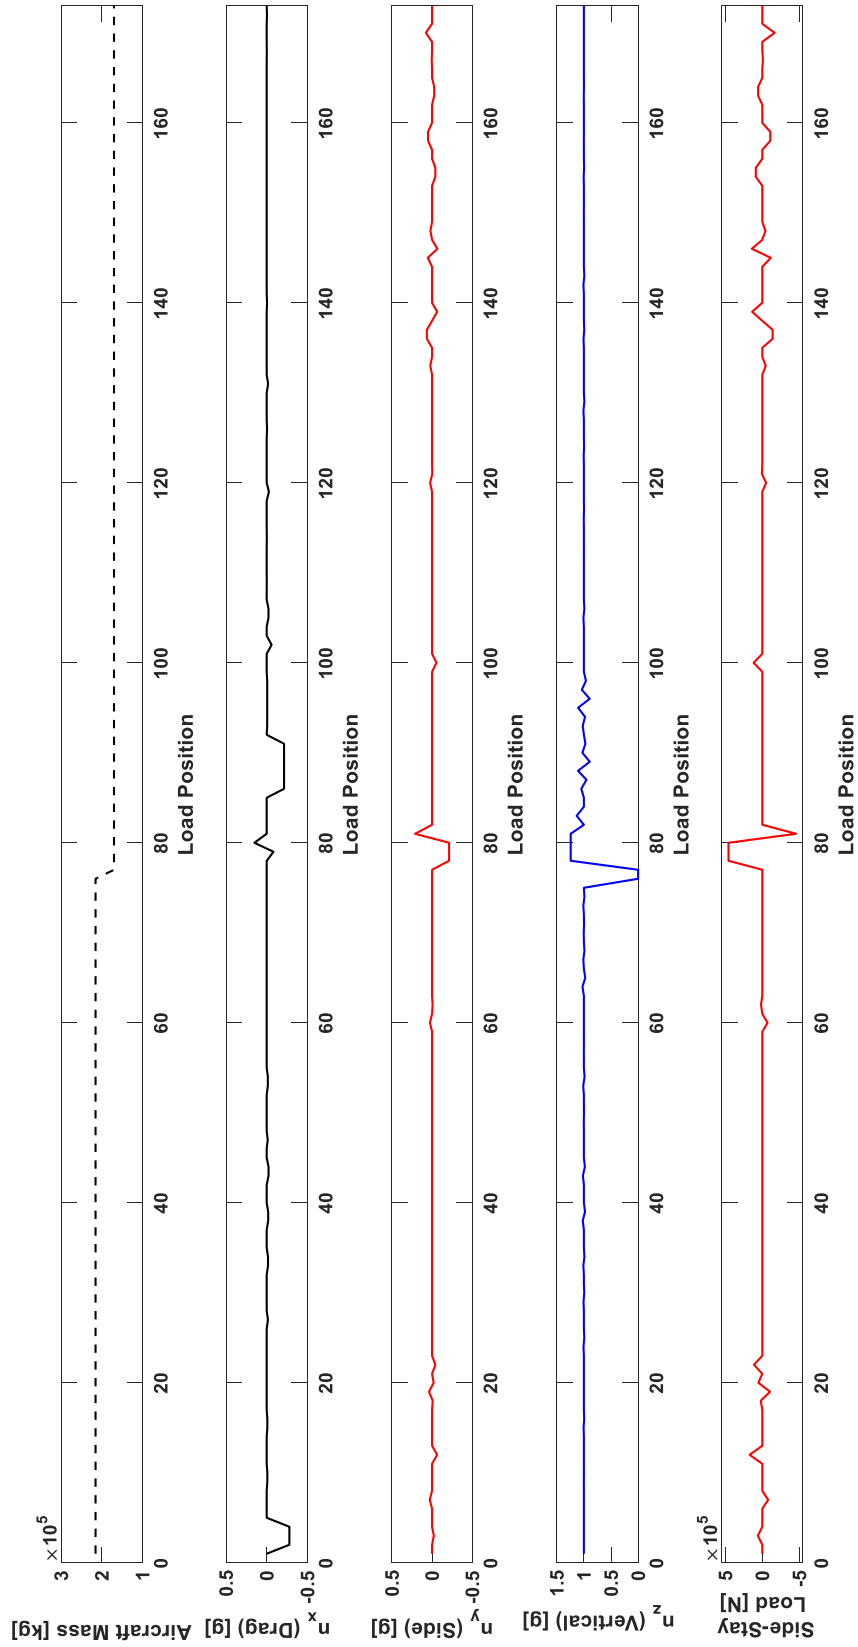 ×10⁵
3
2
1
Aircraft Mass [kg]
0 20 40 60 80 100 120 140 160
Load Position
0.5
0
-0.5
n_x (Drag) [g]
0 20 40 60 80 100 120 140 160
Load Position
0.5
0
-0.5
n_y (Side) [g]
0 20 40 60 80 100 120 140 160
Load Position
1.5
1
0.5
0
n_z (Vertical) [g]
0 20 40 60 80 100 120 140 160
Load Position
×10⁵
5
0
-5
Side-Stay
Load [N]
0 20 40 60 80 100 120 140 160
Load Position